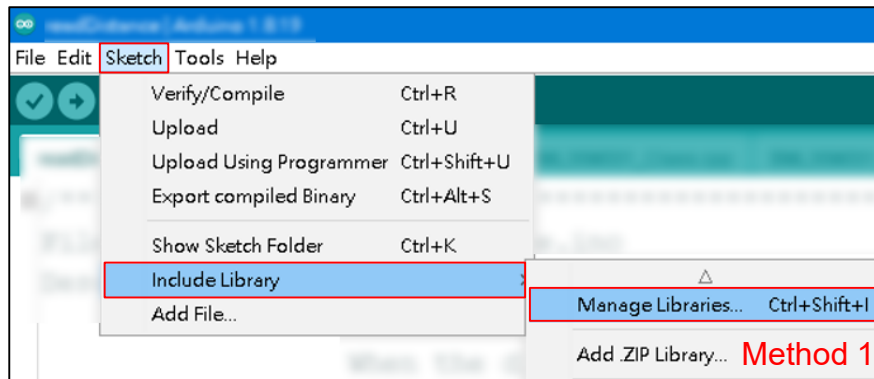 File Edit Sketch Tools Help
Verify/Compile Ctrl+R
Upload Ctrl+U
Upload Using Programmer Ctrl+Shift+U
Export compiled Binary Ctrl+Alt+S
Show Sketch Folder Ctrl+K
Include Library
Manage Libraries... Ctrl+Shift+I
Add File...
Add .ZIP Library... Method 1